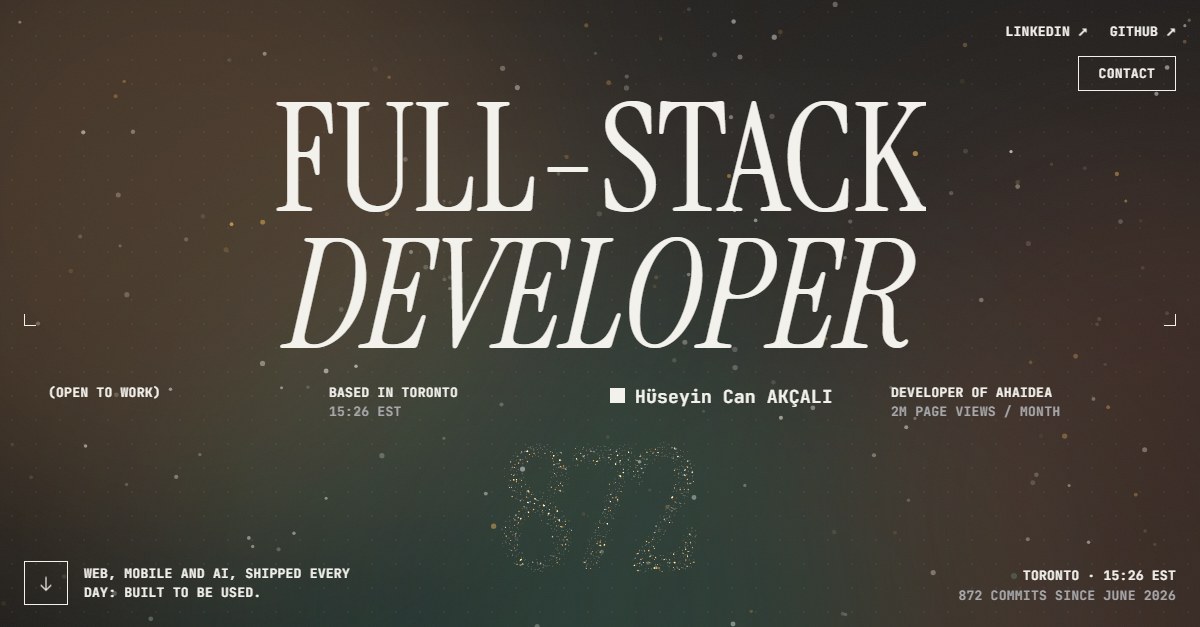 LINKEDIN ↗ GITHUB ↗
CONTACT
FULL-STACK
DEVELOPER
(OPEN TO WORK)
BASED IN TORONTO
15:26 EST
Hüseyin Can AKÇALI
DEVELOPER OF AHAIDEA
2M PAGE VIEWS / MONTH
872
WEB, MOBILE AND AI, SHIPPED EVERY
DAY: BUILT TO BE USED.
TORONTO · 15:26 EST
872 COMMITS SINCE JUNE 2026